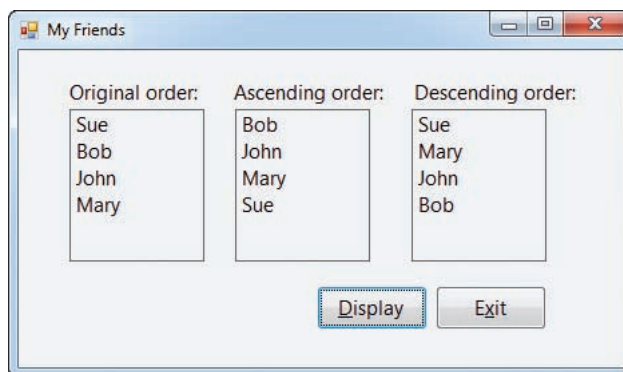 My Friends
Original order:
Sue
Bob
John
Mary
Ascending order:
Bob
John
Mary
Sue
Descending order:
Sue
Mary
John
Bob
Display
Exit